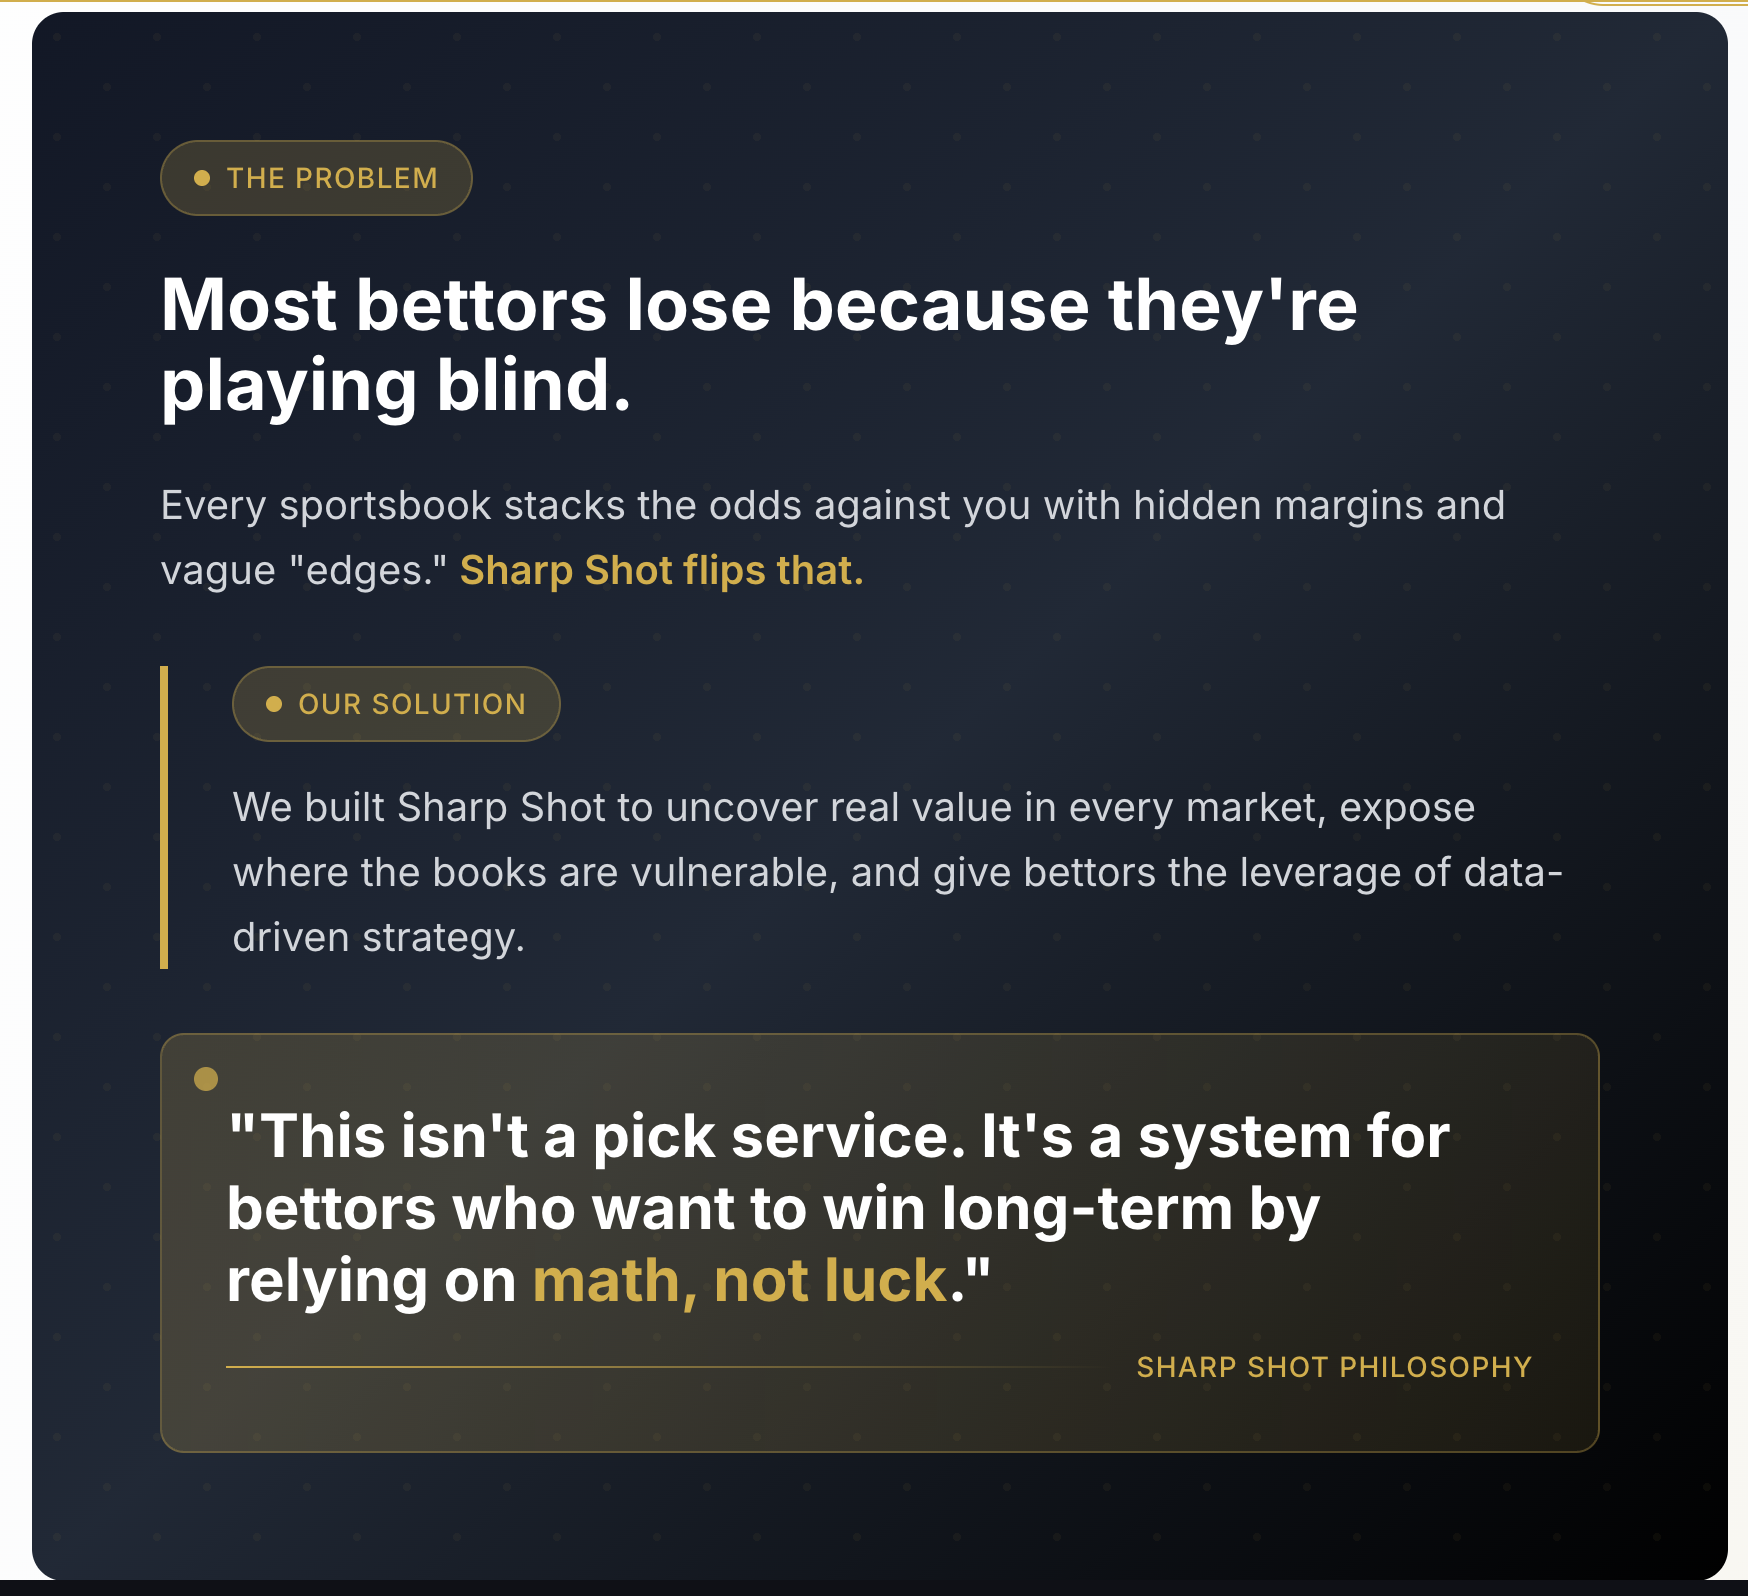 THE PROBLEM
Most bettors lose because they're
playing blind.
Every sportsbook stacks the odds against you with hidden margins and
vague "edges." Sharp Shot flips that.
OUR SOLUTION
We built Sharp Shot to uncover real value in every market, expose
where the books are vulnerable, and give bettors the leverage of data-
driven strategy.
"This isn't a pick service. It's a system for
bettors who want to win long-term by
relying on math, not luck."
SHARP SHOT PHILOSOPHY